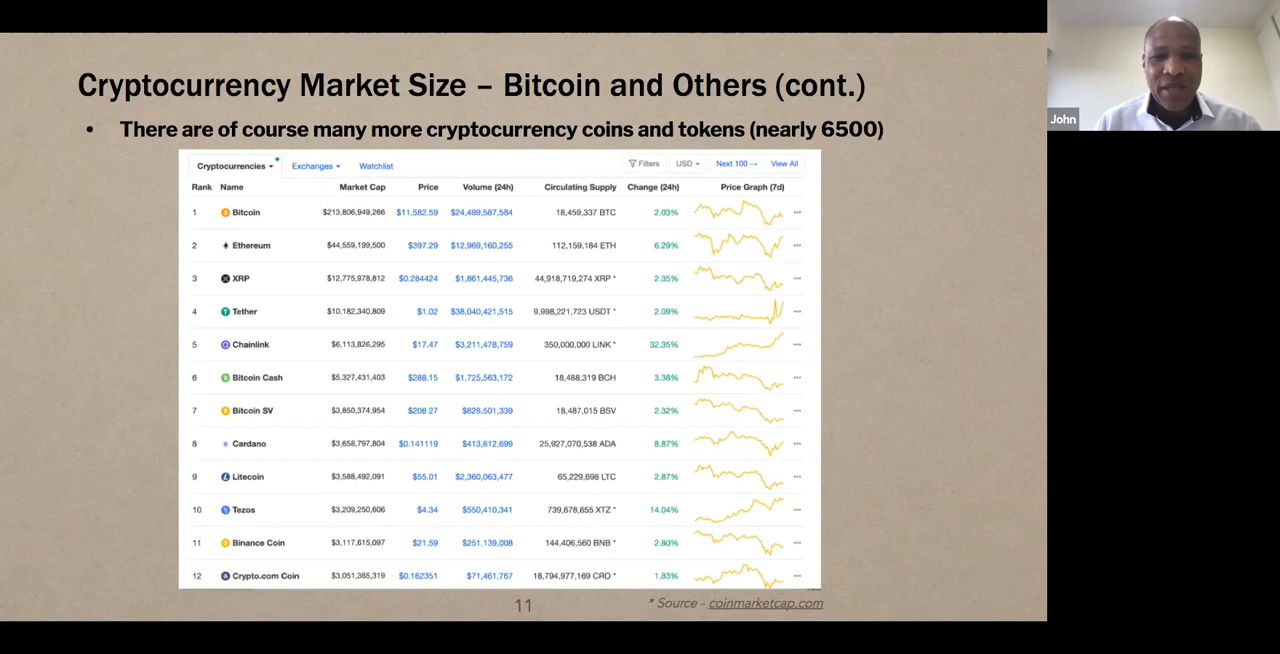 Cryptocurrency Market Size – Bitcoin and Others (cont.)
• There are of course many more cryptocurrency coins and tokens (nearly 6500)
Cryptocurrencies Exchanges Watchlist Filters USD Next 100 → View All
Rank Name Market Cap Price Volume (24h) Circulating Supply Change (24h) Price Graph (7d)
1 Bitcoin $213,806,949,266 $11,582.59 $24,489,587,584 18,459,337 BTC 2.03%
2 Ethereum $44,559,199,500 $397.29 $12,969,160,255 112,159,184 ETH 6.29%
3 XRP $12,775,978,812 $0.284424 $1,861,445,736 44,918,719,274 XRP * 2.35%
4 Tether $10,182,340,809 $1.02 $38,040,421,515 9,998,221,723 USDT * 2.09%
5 Chainlink $6,113,826,295 $17.47 $3,211,478,759 350,000,000 LINK * 32.35%
6 Bitcoin Cash $5,327,431,403 $288.15 $1,725,563,172 18,488,319 BCH 3.38%
7 Bitcoin SV $3,850,374,954 $208.27 $828,501,339 18,487,015 BSV 2.32%
8 Cardano $3,658,797,804 $0.141119 $413,612,699 25,927,070,538 ADA 8.87%
9 Litecoin $3,588,492,091 $55.01 $2,360,063,477 65,229,698 LTC 2.87%
10 Tezos $3,209,250,606 $4.34 $550,410,341 739,678,655 XTZ * 14.04%
11 Binance Coin $3,117,615,097 $21.59 $251,139,008 144,406,560 BNB * 2.80%
12 Crypto.com Coin $3,051,385,319 $0.162351 $71,461,767 18,794,977,169 CRO * 1.83%
11
* Source - coinmarketcap.com
John